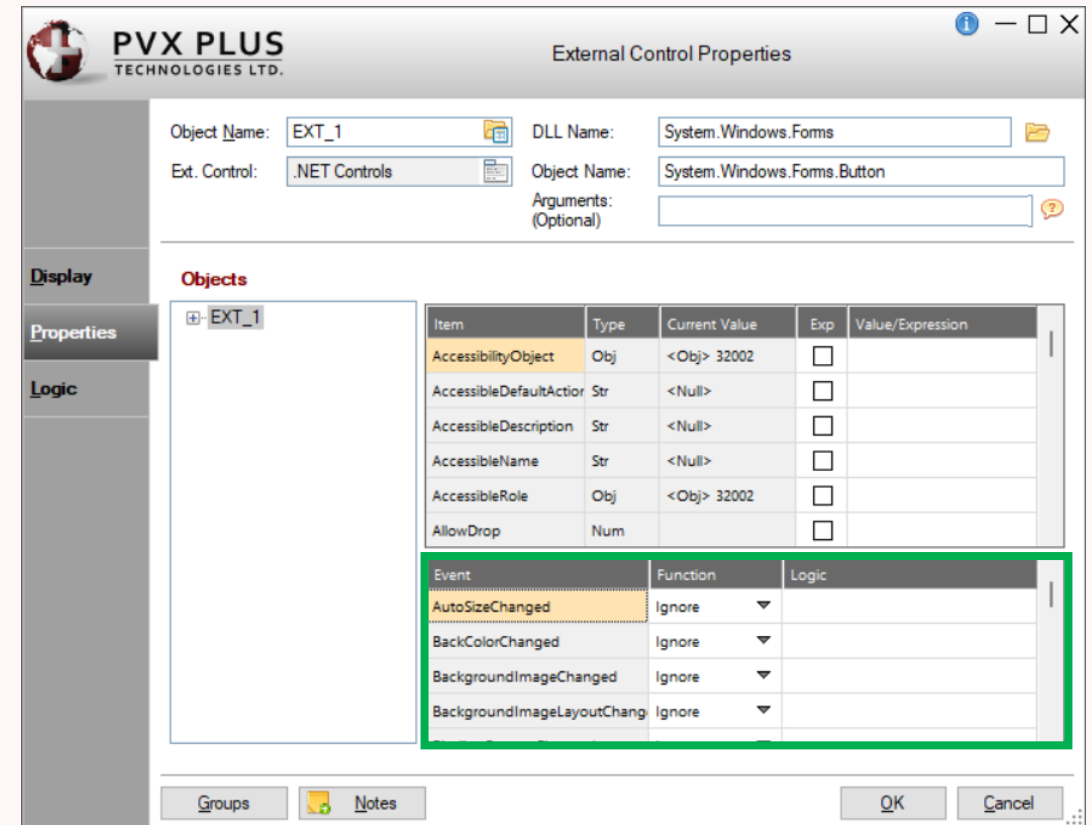 PVX PLUS
TECHNOLOGIES LTD.
External Control Properties
Object Name: EXT_1 DLL Name: System.Windows.Forms
Ext. Control: .NET Controls Object Name: System.Windows.Forms.Button
Arguments:
(Optional)
Display
Properties
Logic
Objects
EXT_1
Item Type Current Value Exp Value/Expression
AccessibilityObject Obj <Obj> 32002
AccessibleDefaultAction Str <Null>
AccessibleDescription Str <Null>
AccessibleName Str <Null>
AccessibleRole Obj <Obj> 32002
AllowDrop Num
Event Function Logic
AutoSizeChanged Ignore
BackColorChanged Ignore
BackgroundImageChanged Ignore
BackgroundImageLayoutChang Ignore
Groups Notes OK Cancel